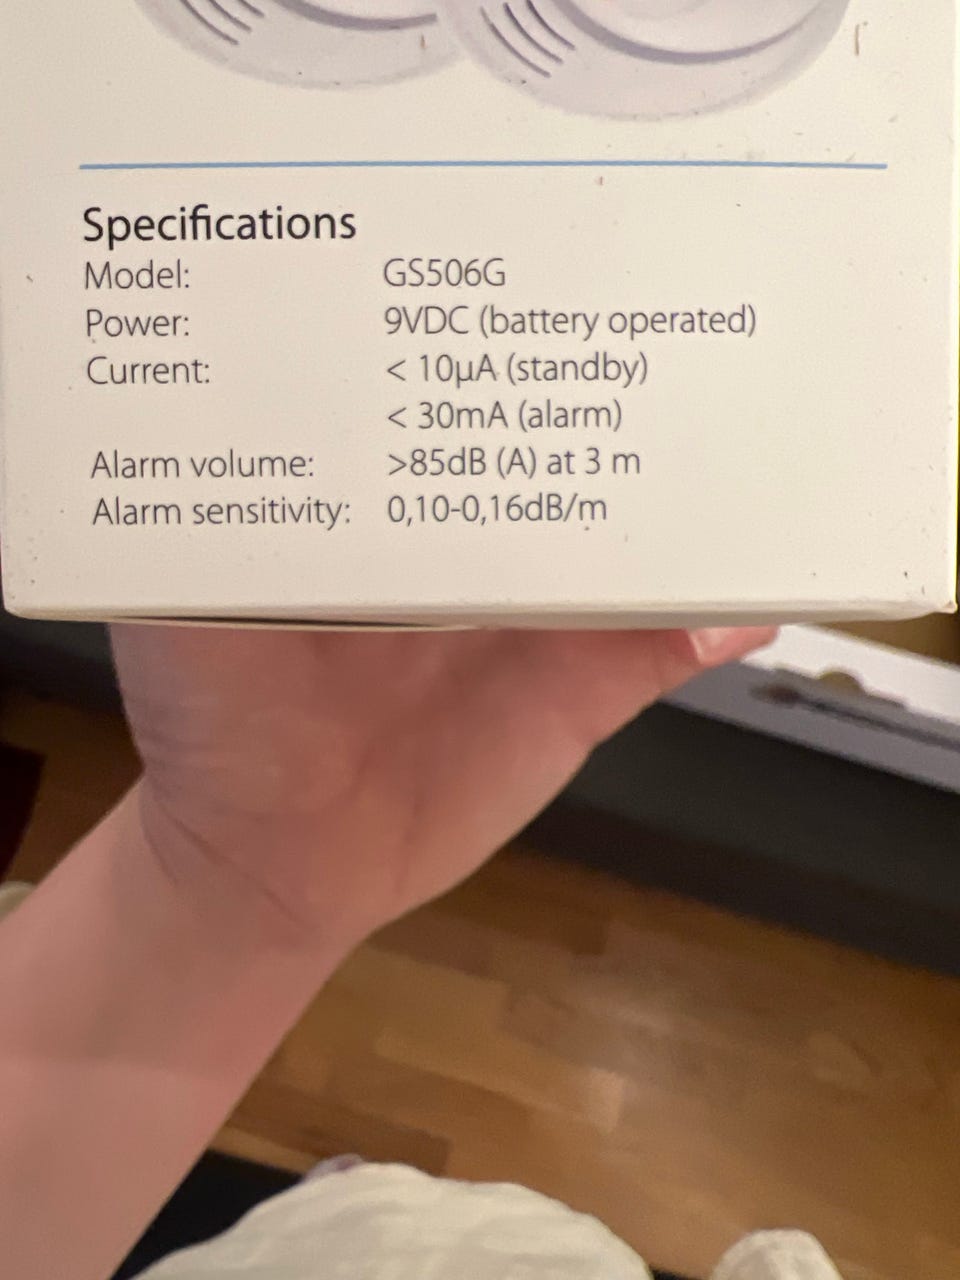 Specifications
Model: GS506G
Power: 9VDC (battery operated)
Current: < 10µA (standby)
< 30mA (alarm)
Alarm volume: >85dB (A) at 3 m
Alarm sensitivity: 0,10-0,16dB/m